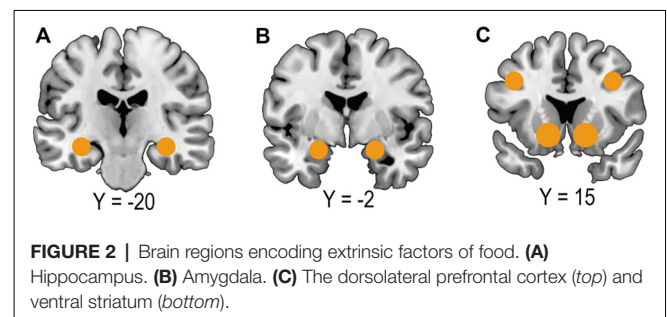 A
B
C
Y = -20
Y = -2
Y = 15
FIGURE 2 | Brain regions encoding extrinsic factors of food. (A)
Hippocampus. (B) Amygdala. (C) The dorsolateral prefrontal cortex (top) and
ventral striatum (bottom).